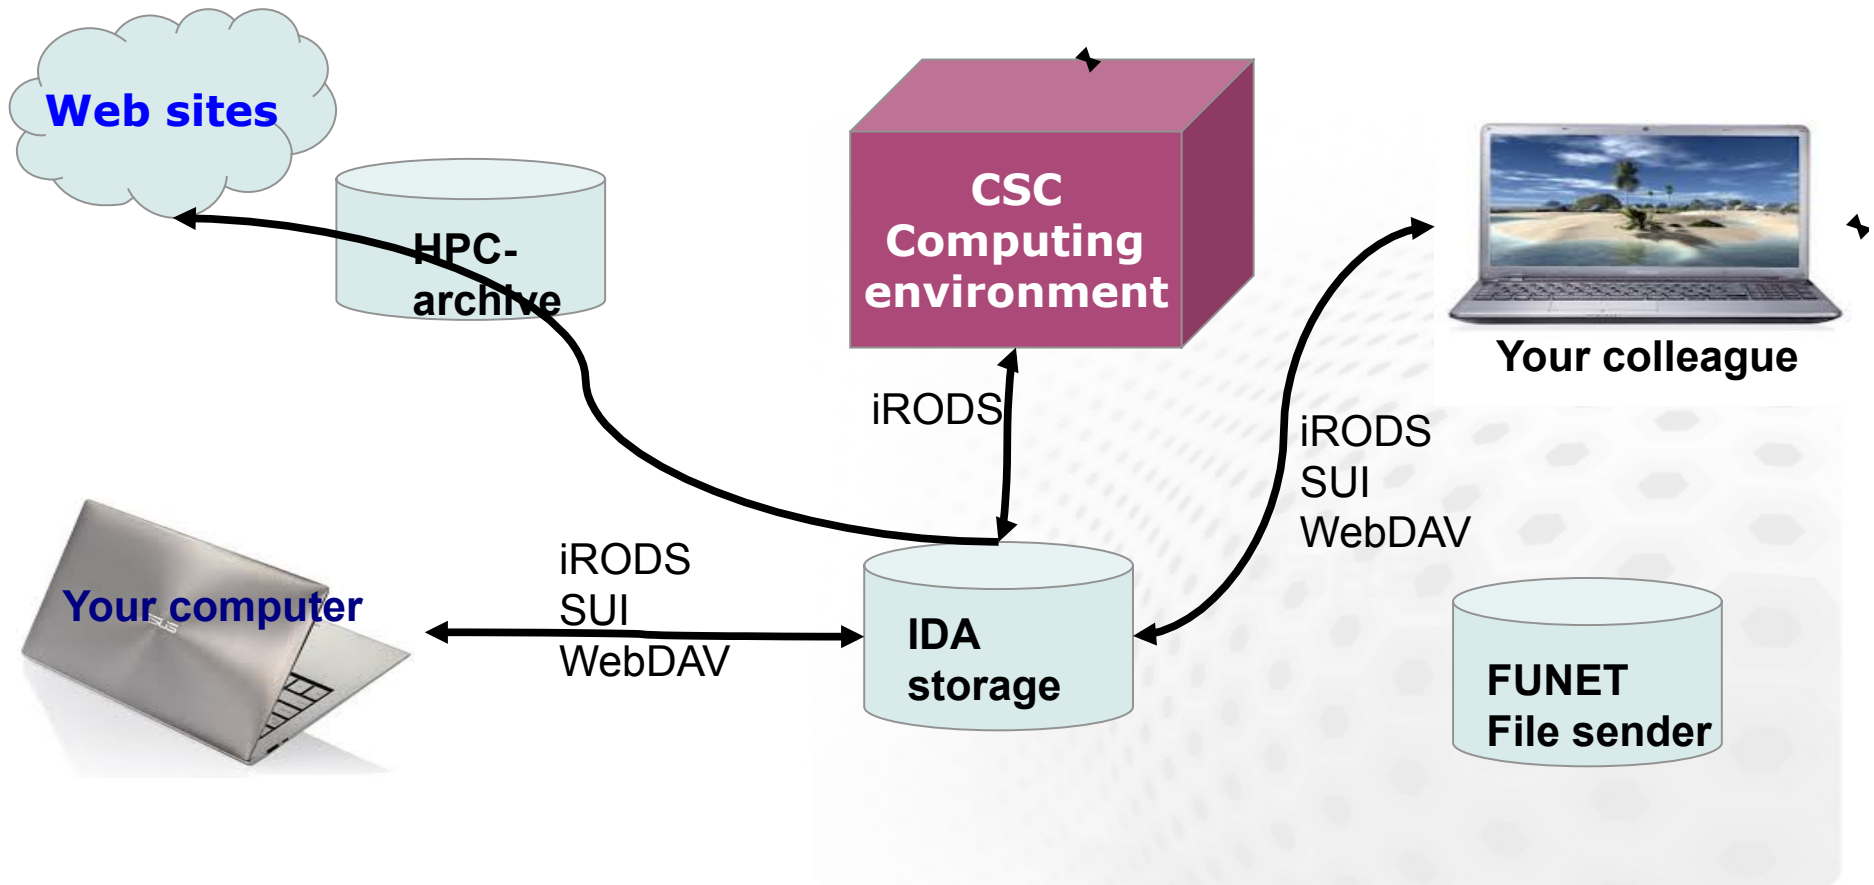 Web sites
HPC-
archive
CSC
Computing
environment
Your colleague
iRODS
iRODS
SUI
WebDAV
iRODS
SUI
WebDAV
Your computer
ASUS
IDA
storage
FUNET
File sender